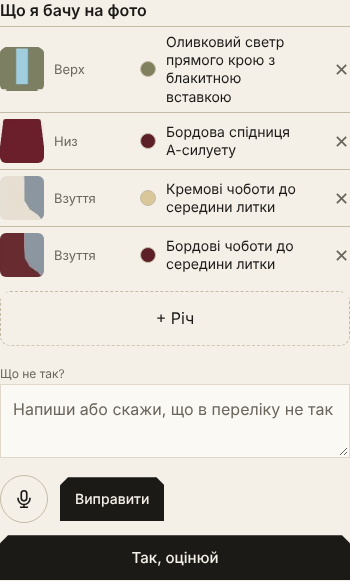 Що я бачу на фото
Верх
Оливковий светр
прямого крою з
блакитною
вставкою
Низ
Бордова спідниця
А-силуету
Взуття
Кремові чоботи до
середини литки
Взуття
Бордові чоботи до
середини литки
+ Річ
Що не так?
Напиши або скажи, що в переліку не так
Виправити
Так, оцінюй